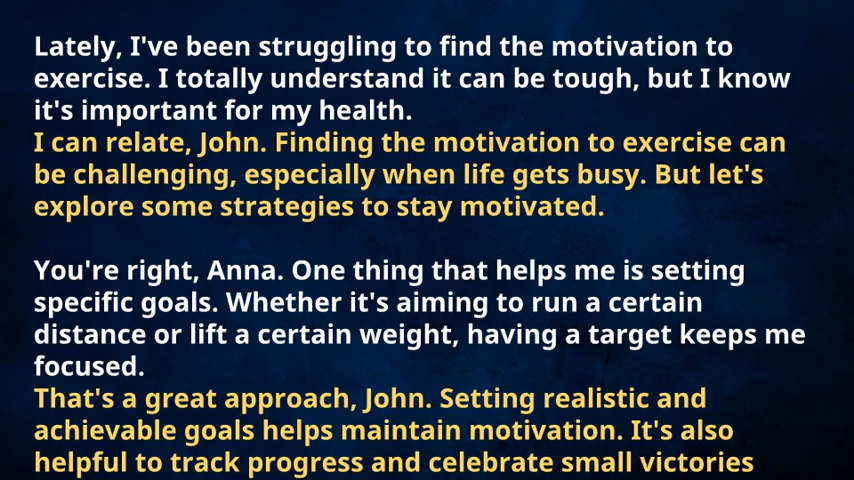 Lately, I've been struggling to find the motivation to
exercise. I totally understand it can be tough, but I know
it's important for my health.
I can relate, John. Finding the motivation to exercise can
be challenging, especially when life gets busy. But let's
explore some strategies to stay motivated.
You're right, Anna. One thing that helps me is setting
specific goals. Whether it's aiming to run a certain
distance or lift a certain weight, having a target keeps me
focused.
That's a great approach, John. Setting realistic and
achievable goals helps maintain motivation. It's also
helpful to track progress and celebrate small victories